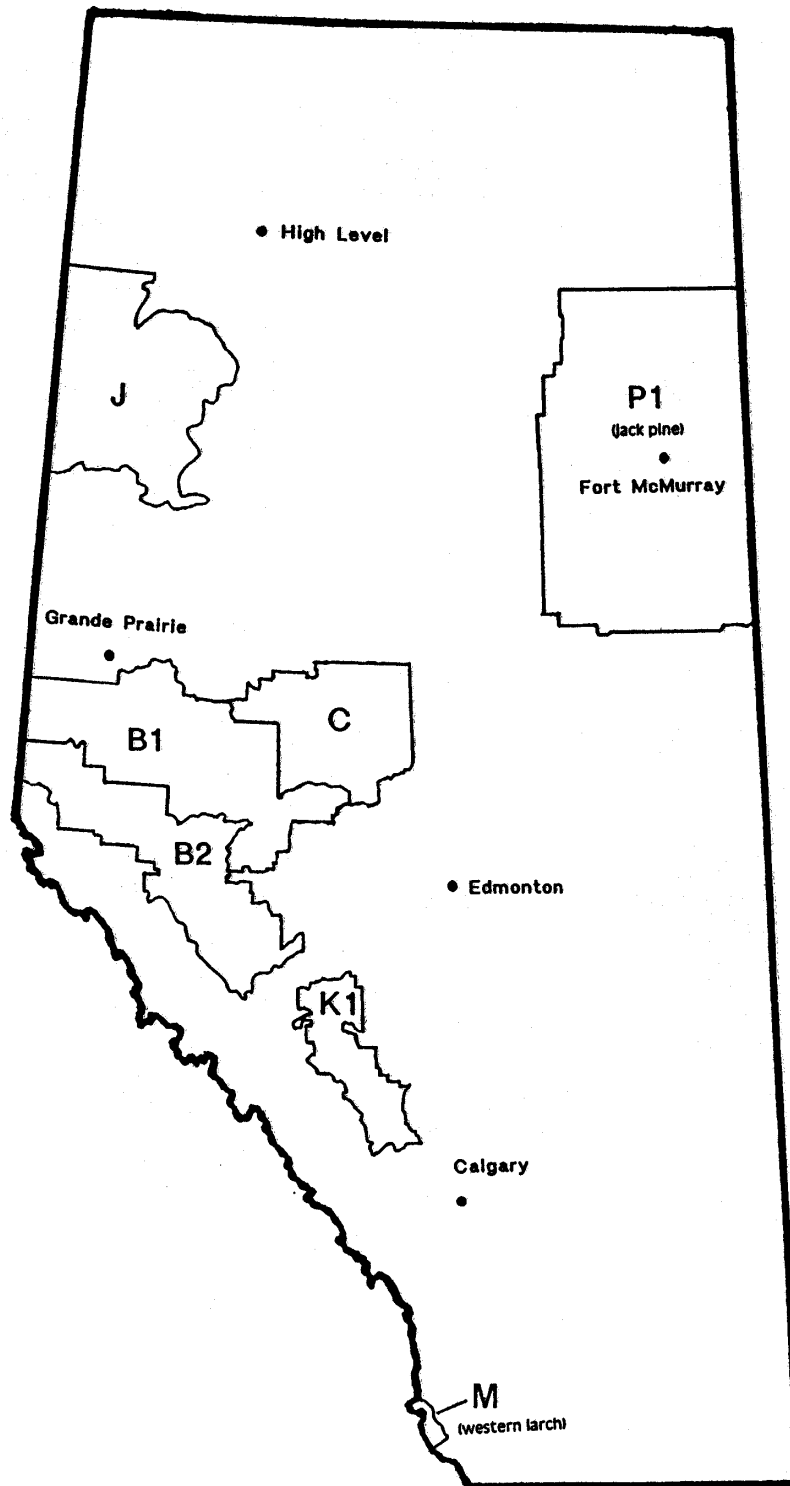 High Level
J
P1
(jack pine)
Fort McMurray
Grande Prairie
C
B1
B2
Edmonton
K1
Calgary
M
(western larch)